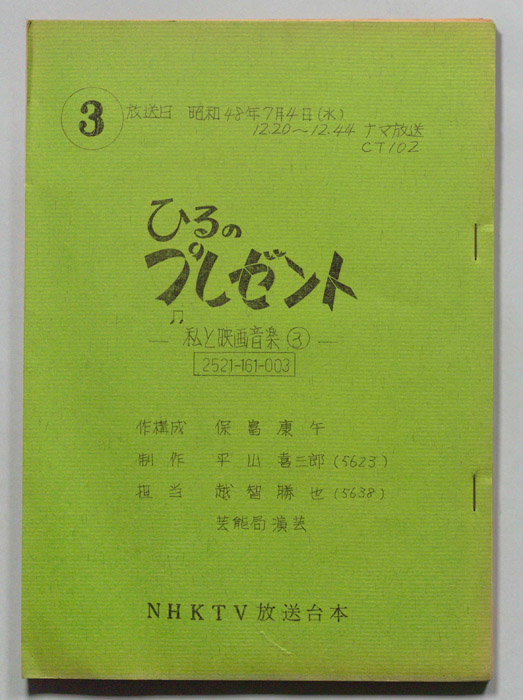 3
放送日 昭和48年7月4日(水)
12.20～12.44 ナマ放送
CT102
ひるの
プレゼント
♫
― 私と映画音楽 ③ ―
2521-161-003
作構成 保富康午
制作 平山喜三郎(5623)
担当 越智勝也(5638)
芸能局演芸
NHKTV放送台本